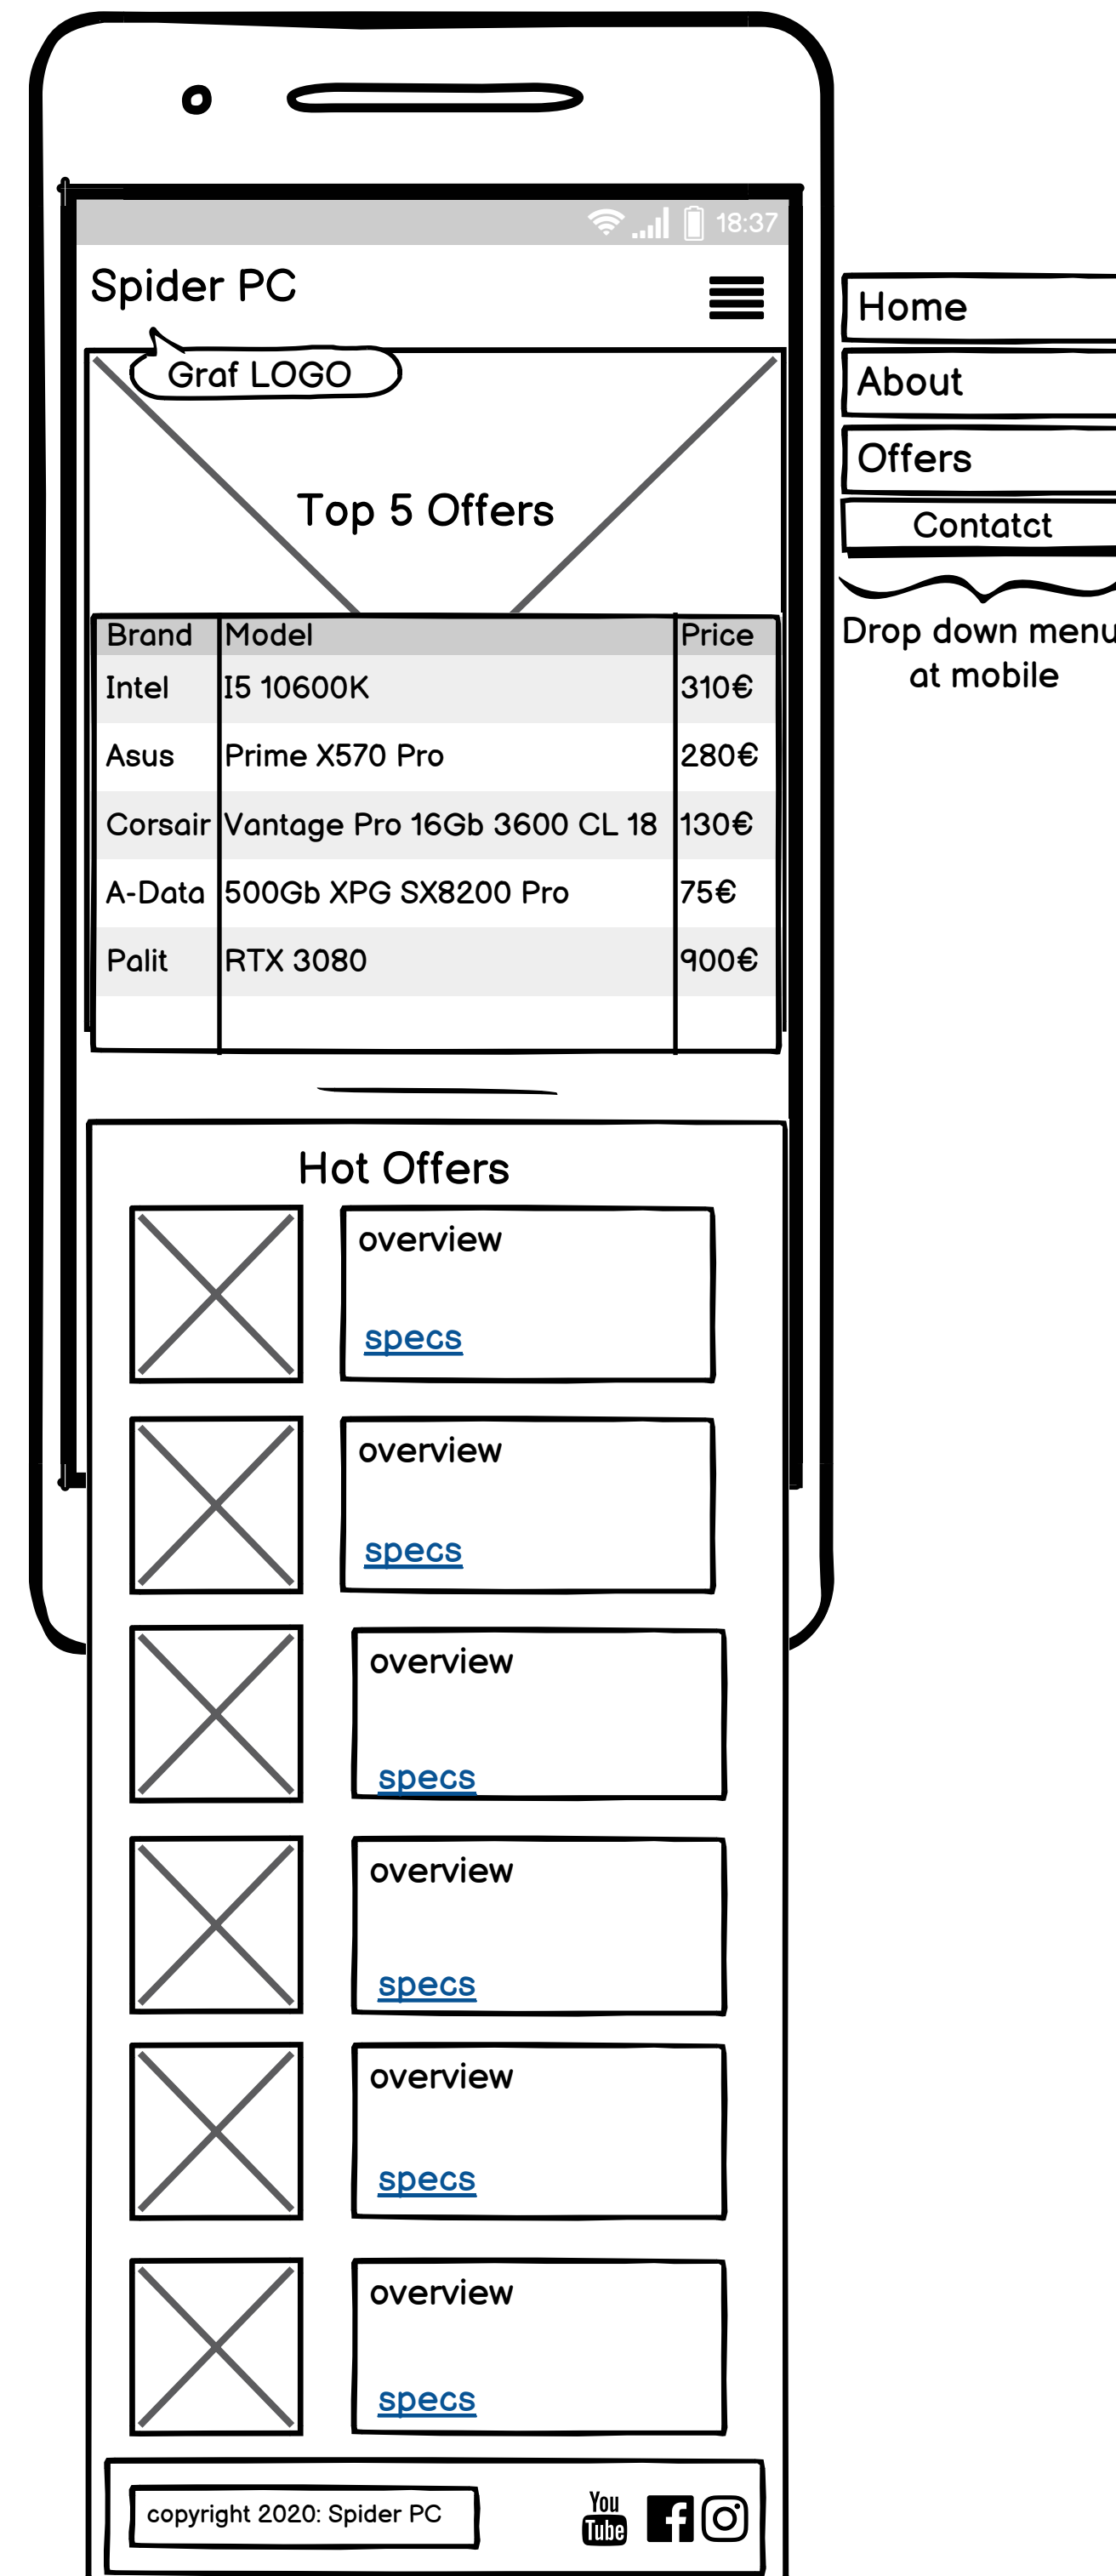 18:37
Spider PC
Graf LOGO
Home
About
Offers
Contatct
Drop down menu
at mobile
Top 5 Offers
Brand Model Price
Intel I5 10600K 310€
Asus Prime X570 Pro 280€
Corsair Vantage Pro 16Gb 3600 CL 18 130€
A-Data 500Gb XPG SX8200 Pro 75€
Palit RTX 3080 900€
Hot Offers
overview
specs
overview
specs
overview
specs
overview
specs
overview
specs
overview
specs
copyright 2020: Spider PC
You
Tube